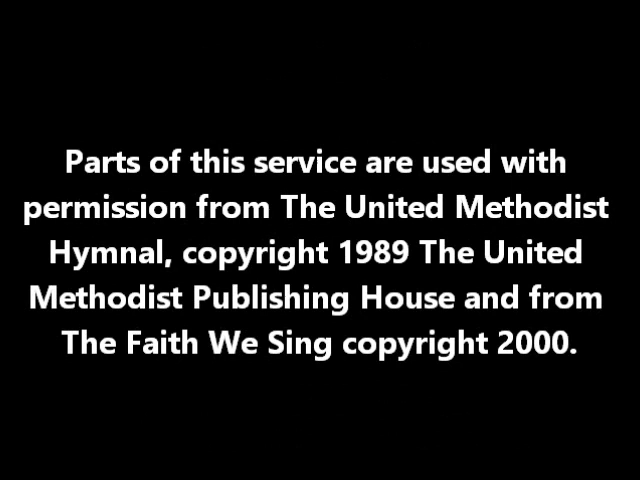 Parts of this service are used with
permission from The United Methodist
Hymnal, copyright 1989 The United
Methodist Publishing House and from
The Faith We Sing copyright 2000.